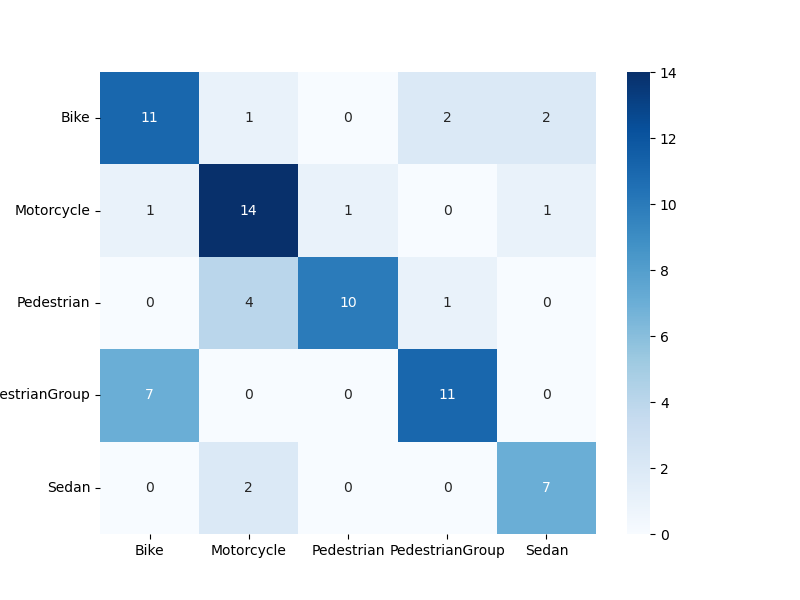 14
Bike 11 1 0 2 2
12
Motorcycle 1 14 1 0 1
10
8
Pedestrian 0 4 10 1 0
6
estrianGroup 7 0 0 11 0
4
Sedan 0 2 0 0 7
2
0
Bike Motorcycle Pedestrian PedestrianGroup Sedan